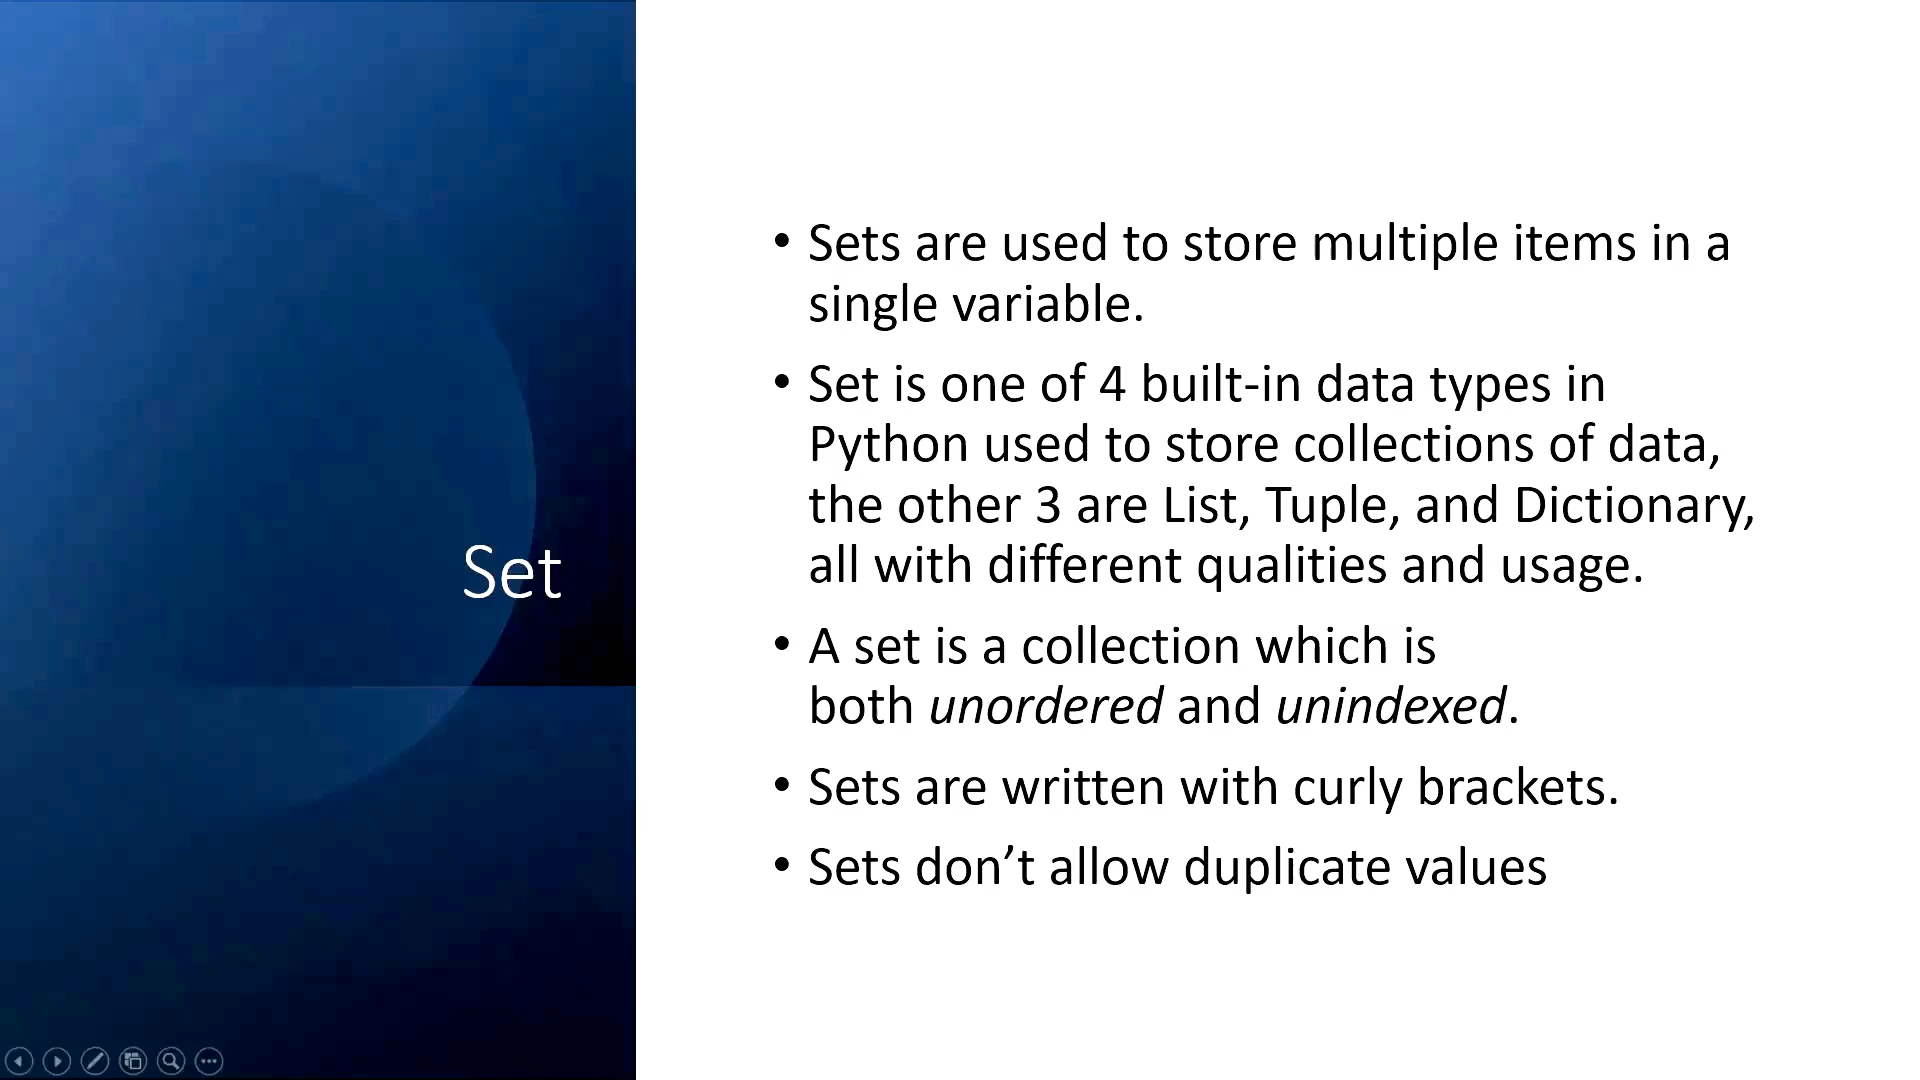 Set
• Sets are used to store multiple items in a
single variable.
• Set is one of 4 built-in data types in
Python used to store collections of data,
the other 3 are List, Tuple, and Dictionary,
all with different qualities and usage.
• A set is a collection which is
both unordered and unindexed.
• Sets are written with curly brackets.
• Sets don’t allow duplicate values